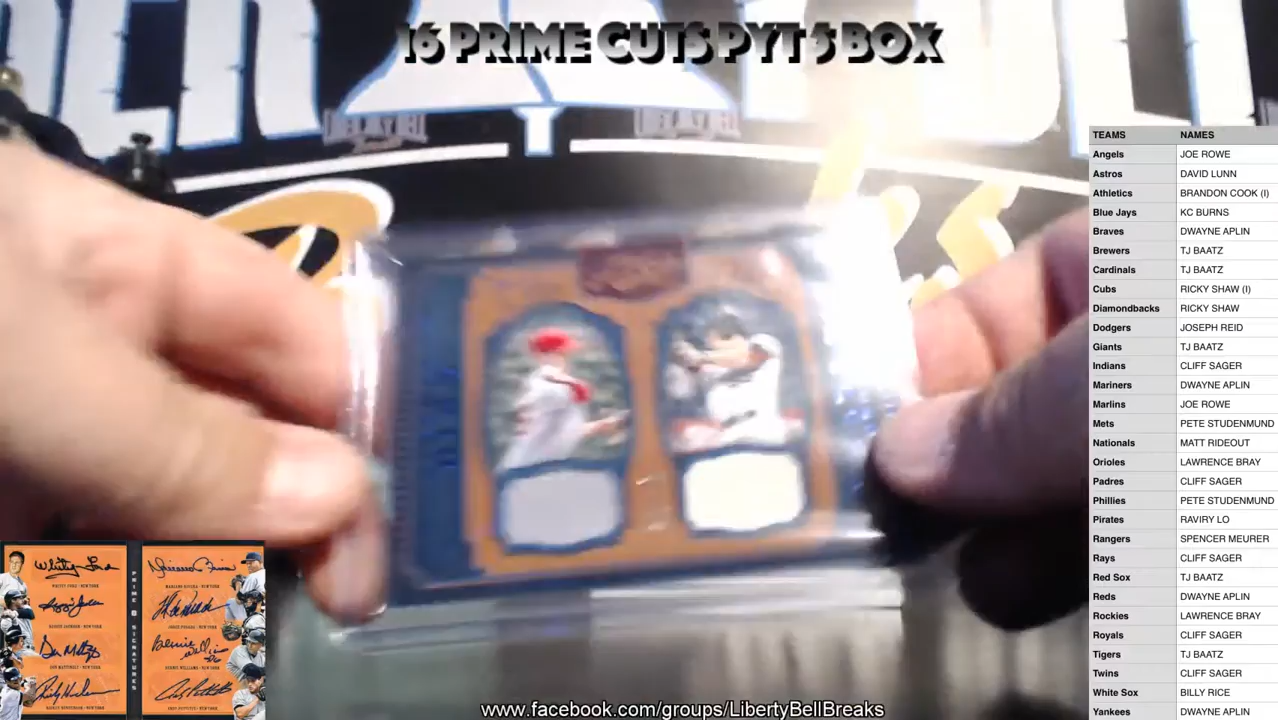 16 PRIME CUTS PYT 5 BOX
TEAMS NAMES
Angels JOE ROWE
Astros DAVID LUNN
Athletics BRANDON COOK (I)
Blue Jays KC BURNS
Braves DWAYNE APLIN
Brewers TJ BAATZ
Cardinals TJ BAATZ
Cubs RICKY SHAW (I)
Diamondbacks RICKY SHAW
Dodgers JOSEPH REID
Giants TJ BAATZ
Indians CLIFF SAGER
Mariners DWAYNE APLIN
Marlins JOE ROWE
Mets PETE STUDENMUND
Nationals MATT RIDEOUT
Orioles LAWRENCE BRAY
Padres CLIFF SAGER
Phillies PETE STUDENMUND
Pirates RAVIRY LO
Rangers SPENCER MEURER
Rays CLIFF SAGER
Red Sox TJ BAATZ
Reds DWAYNE APLIN
Rockies LAWRENCE BRAY
Royals CLIFF SAGER
Tigers TJ BAATZ
Twins CLIFF SAGER
White Sox BILLY RICE
Yankees DWAYNE APLIN
PRIME 8 SIGNATURES
www.facebook.com/groups/LibertyBellBreaks